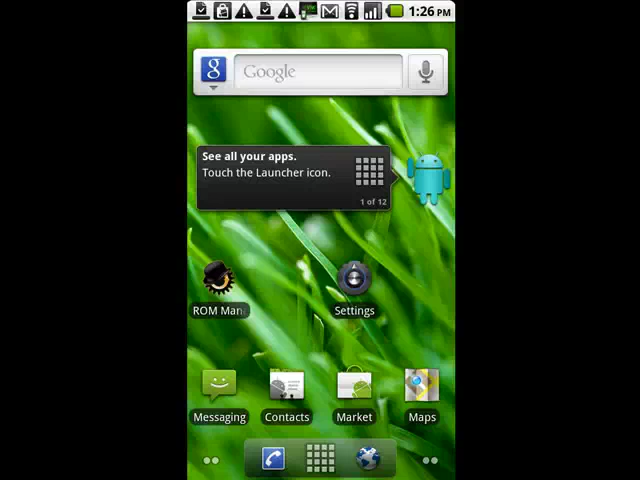 1:26 PM
g Google
See all your apps.
Touch the Launcher icon.
1 of 12
ROM Man
Settings
Messaging
Contacts
Market
Maps